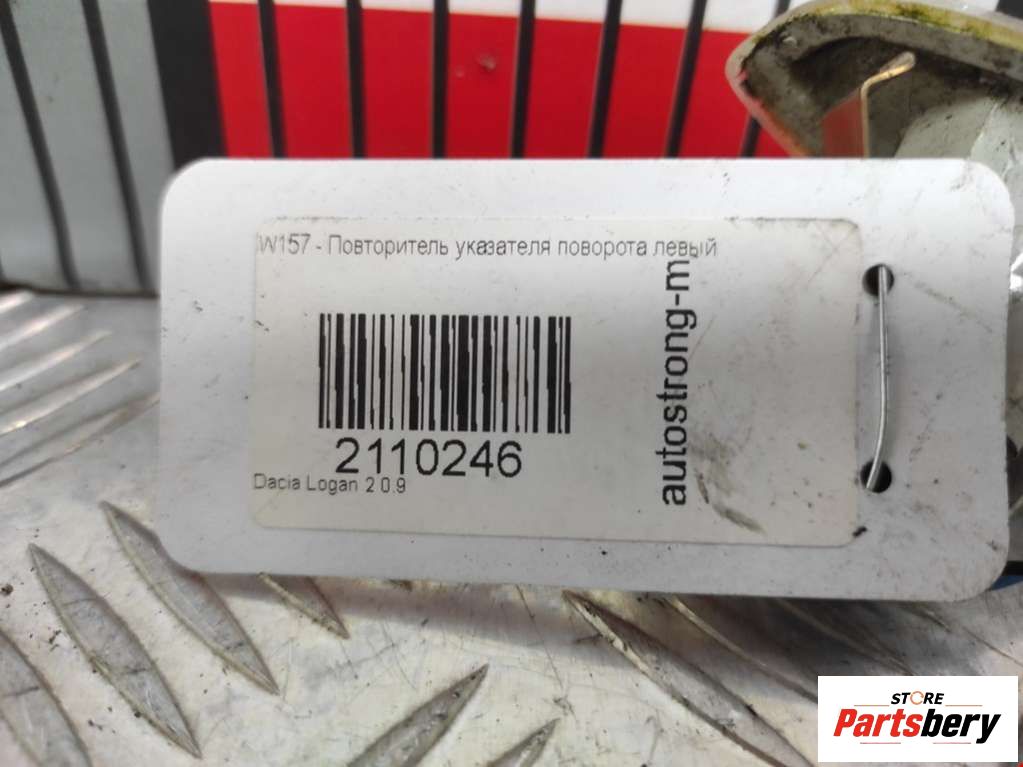 W157 - Повторитель указателя поворота левый
autostrong-m
2110246
Dacia Logan 2 0.9
STORE
Partsbery